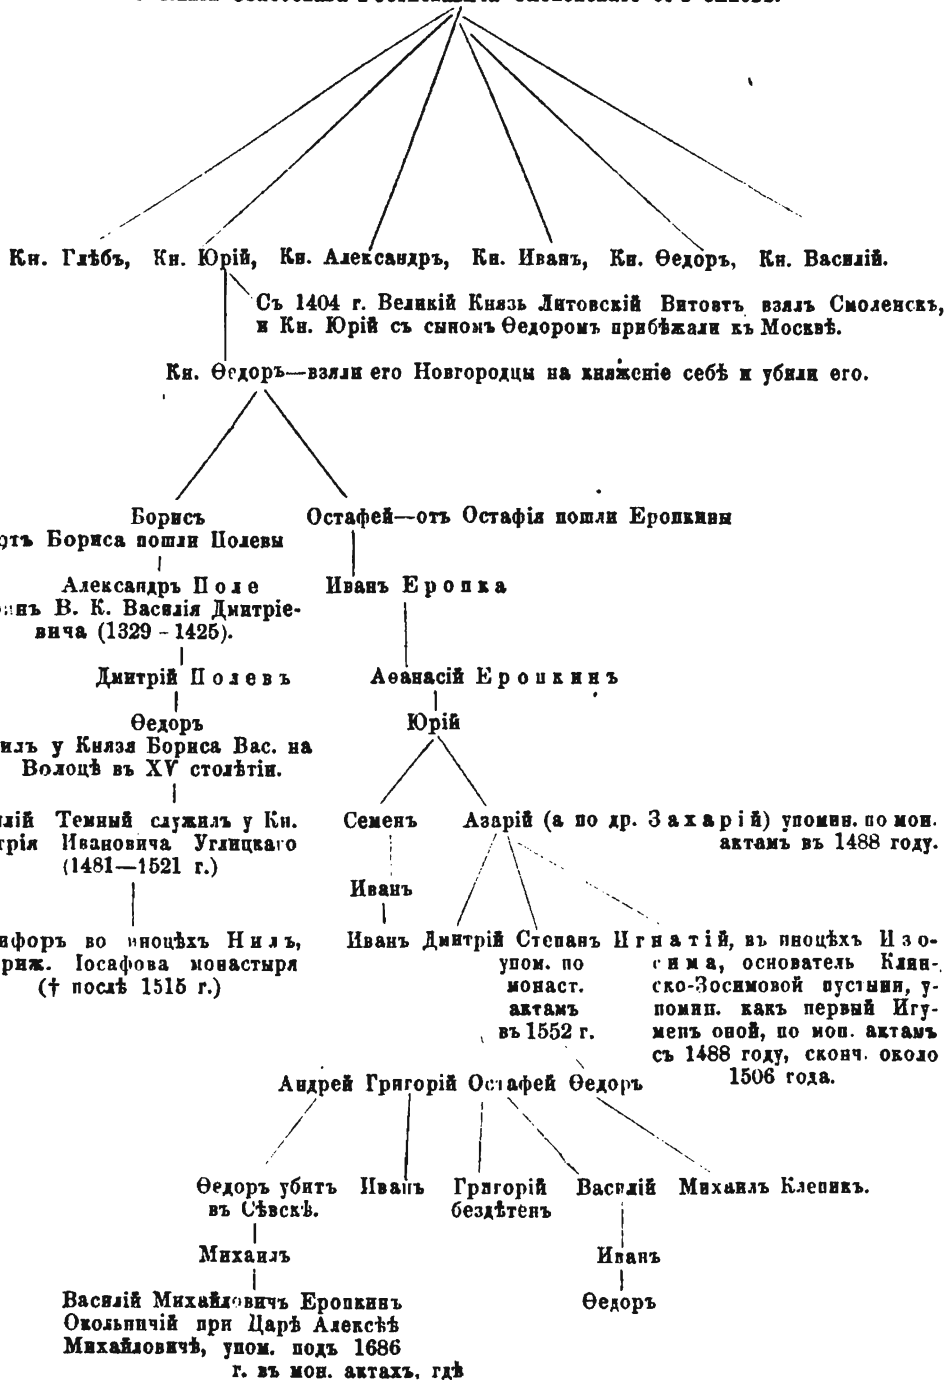 Кн. Глѣбъ, Кн. Юрій, Кн. Александръ, Кн. Иванъ, Кн. Ѳедоръ, Кн. Василій.
Съ 1404 г. Великій Князь Литовскій Витовтъ взялъ Смоленскъ,
и Кн. Юрій съ сыномъ Ѳедоромъ прибѣжали къ Москвѣ.
Кн. Ѳедоръ—взяли его Новгородцы на княженіе себѣ и убили его.
Борисъ
отъ Бориса пошли Полевы
Остафей—отъ Остафія пошли Еропкины
Александръ Поле
В. К. Василія Дмитріе-
вича (1329 – 1425).
Иванъ Еропка
Дмитрій Полевъ
Аѳанасій Еропкинъ
Ѳедоръ
у Князя Бориса Вас. на
Волоцѣ въ XV столѣтіи.
Юрій
Темный служилъ у Кн.
Ивановича Углицкаго
(1481—1521 г.)
Семенъ
Азарій (а по др. Захарій) упомин. по мон.
актамъ въ 1488 году.
Иванъ
во иноцѣхъ Нилъ,
Іосафова монастыря
(† послѣ 1515 г.)
Иванъ Дмитрій Степанъ
упом. по
монаст.
актамъ
въ 1552 г.
Игнатій, въ иноцѣхъ Изо-
сима, основатель Клин-
ско-Зосимовой пустыни, у-
помин. какъ первый Игу-
менъ оной, по мон. актамъ
съ 1488 году, сконч. около
1506 года.
Андрей Григорій Остафей Ѳедоръ
Ѳедоръ убитъ
въ Сѣвскѣ.
Иванъ
Григорій
бездѣтенъ
Василій
Михаилъ Клепикъ.
Михаилъ
Иванъ
Василій Михайловичъ Еропкинъ
Окольничій при Царѣ Алексѣѣ
Михайловичѣ, упом. подъ 1686
г. въ мон. актахъ, гдѣ
Ѳедоръ